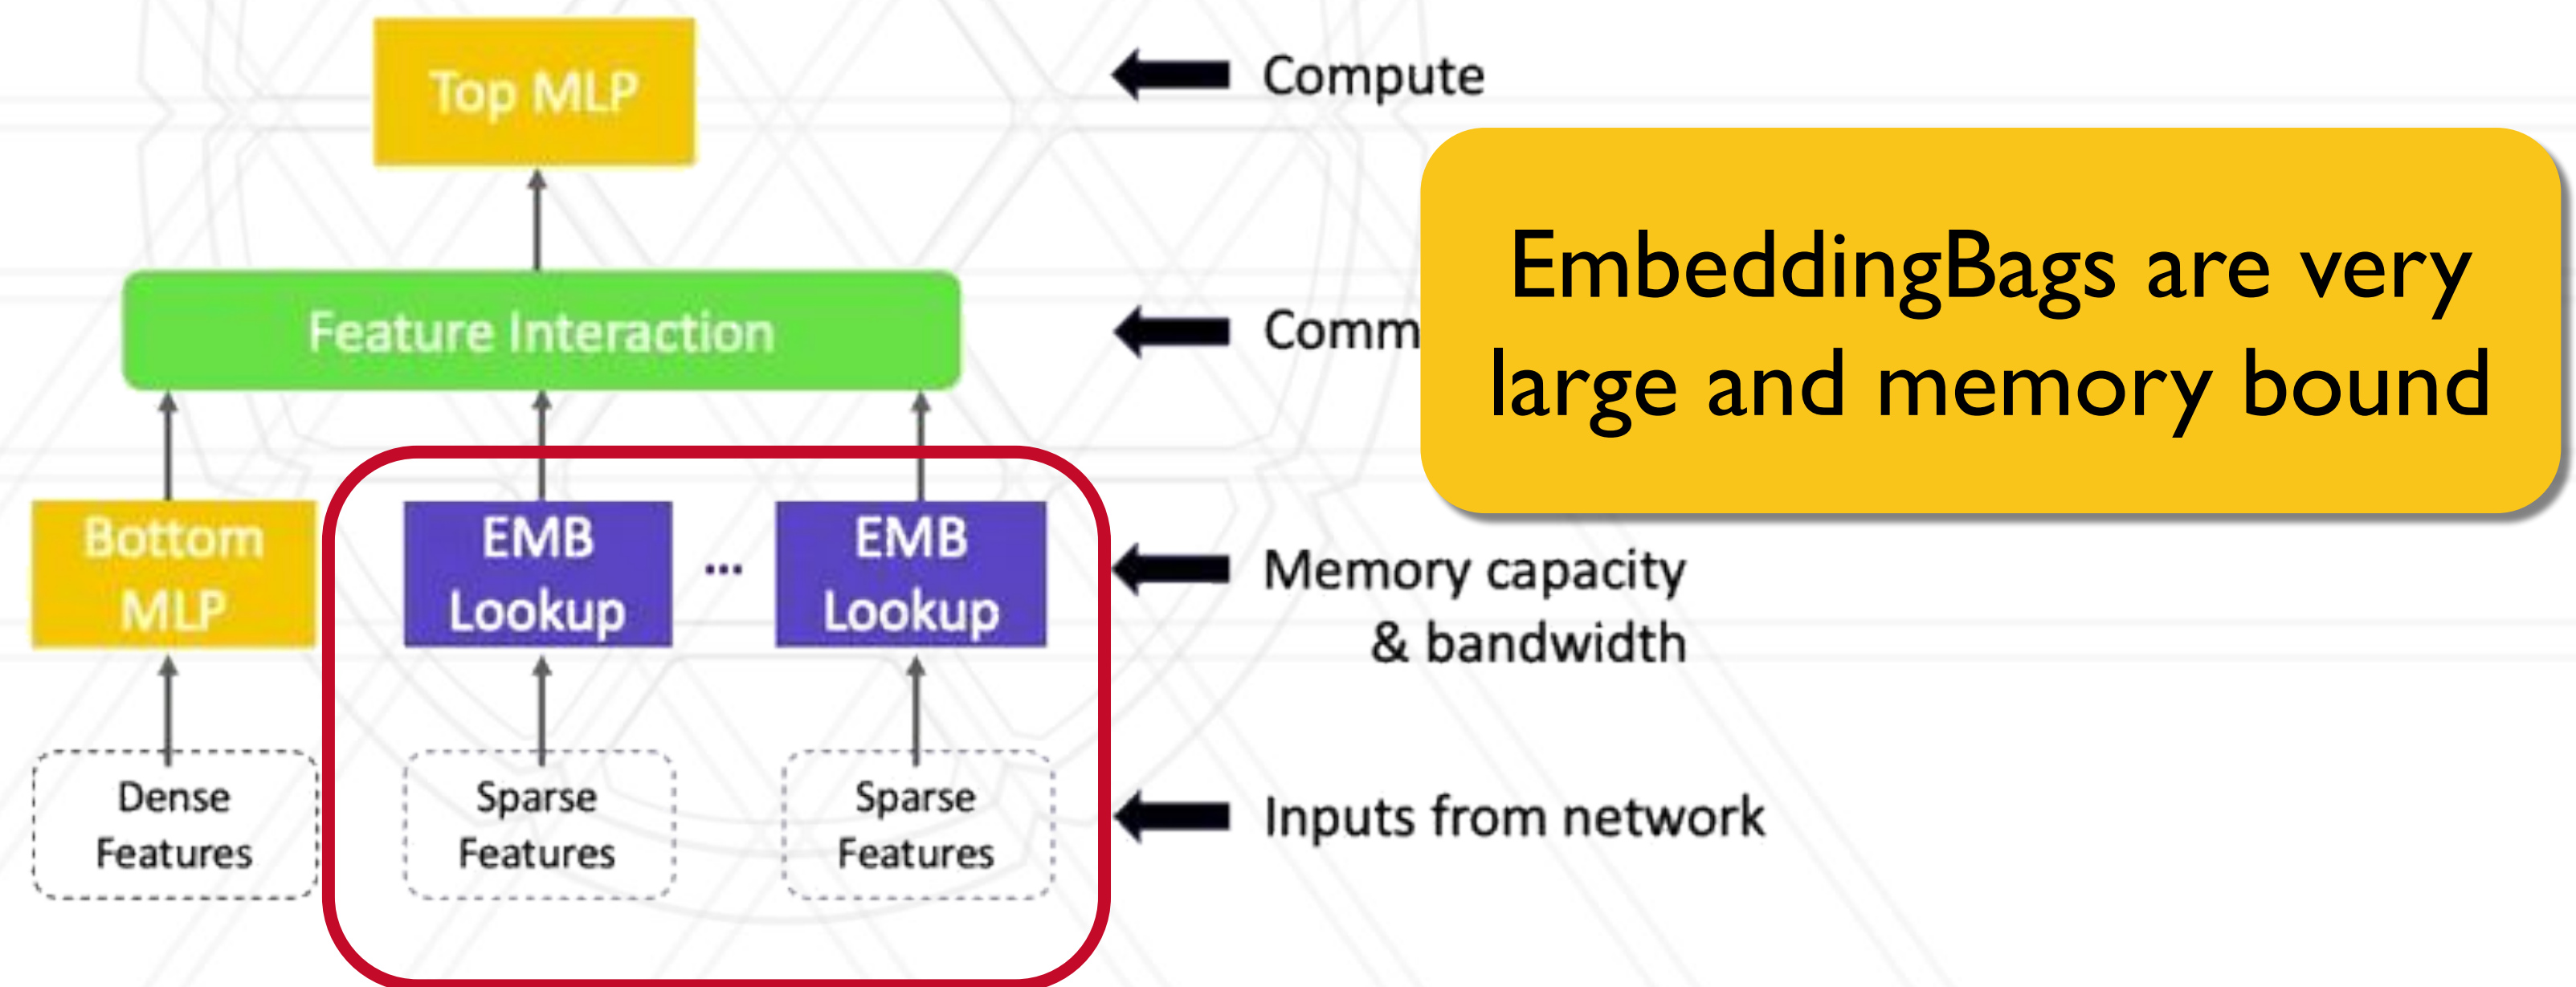 Top MLP
Compute
EmbeddingBags are very
large and memory bound
Feature Interaction
Comm
Bottom
MLP
EMB
Lookup
...
EMB
Lookup
Memory capacity
& bandwidth
Dense
Features
Sparse
Features
Sparse
Features
Inputs from network